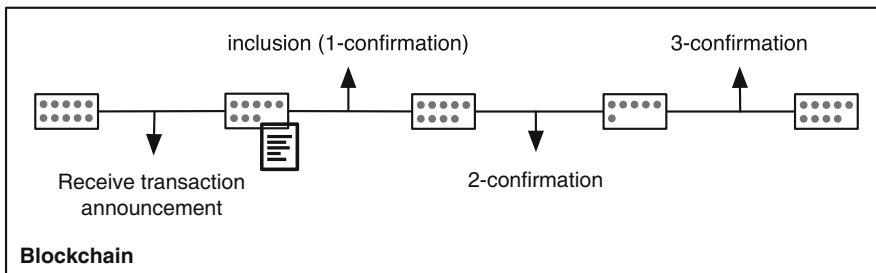 inclusion (1-confirmation)
3-confirmation
Receive transaction
announcement
2-confirmation
Blockchain